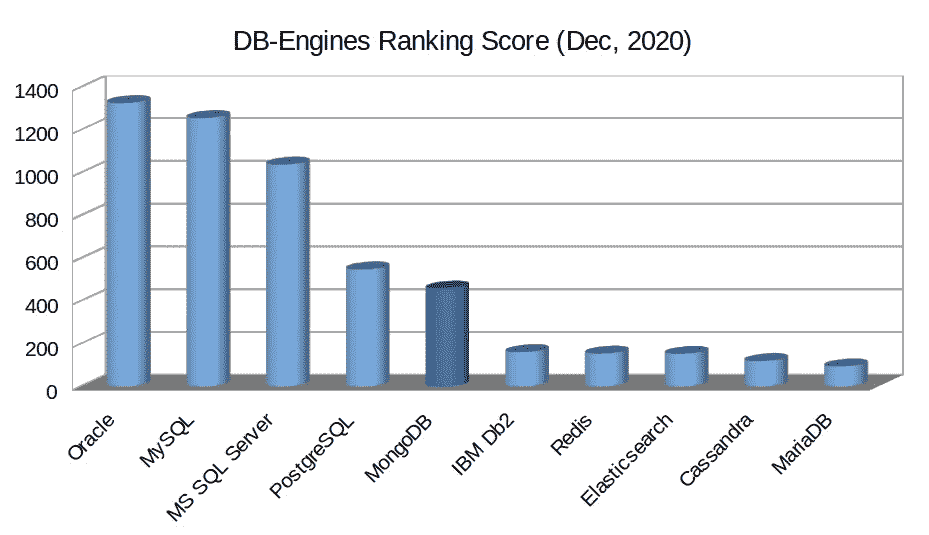 DB-Engines Ranking Score (Dec, 2020)
1400
1200
1000
800
600
400
200
0
Oracle
MySQL
MS SQL Server
PostgreSQL
MongoDB
IBM Db2
Redis
Elasticsearch
Cassandra
MariaDB